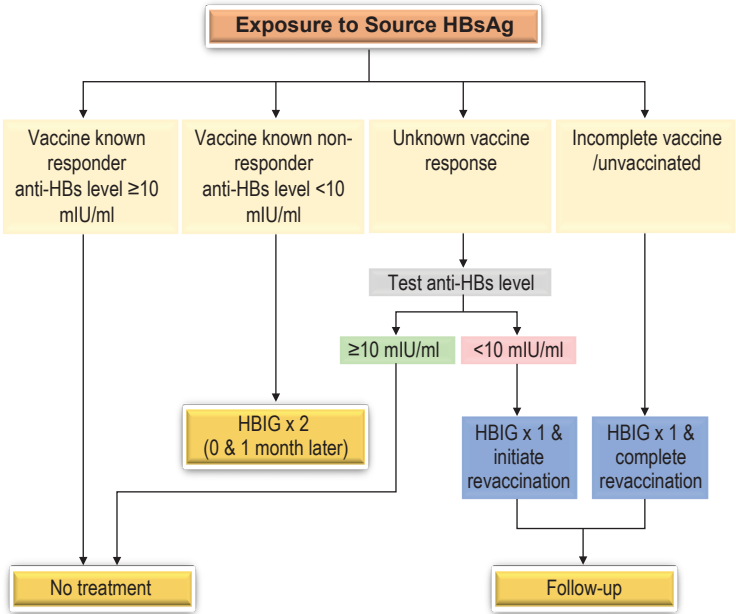 Exposure to Source HBsAg
Vaccine known
responder
anti-HBs level ≥10
mIU/ml
Vaccine known non-
responder
anti-HBs level <10
mIU/ml
Unknown vaccine
response
Incomplete vaccine
/unvaccinated
Test anti-HBs level
≥10 mIU/ml
<10 mIU/ml
HBIG x 2
(0 & 1 month later)
HBIG x 1 &
initiate
revaccination
HBIG x 1 &
complete
revaccination
No treatment
Follow-up